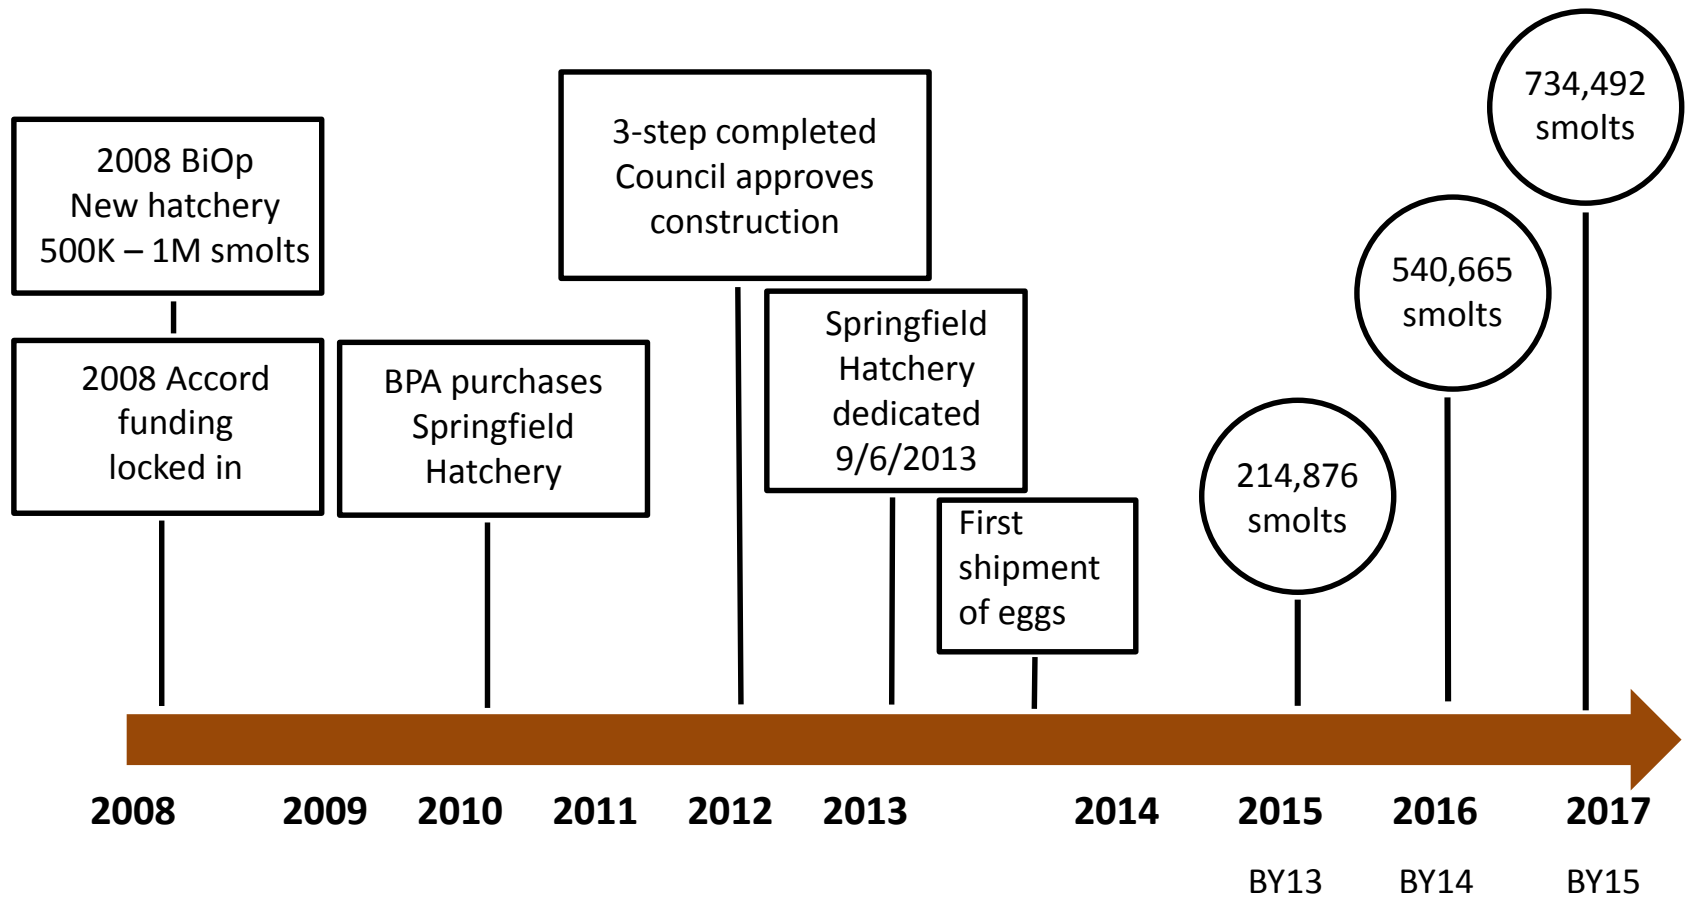 2008 BiOp
New hatchery
500K – 1M smolts
2008 Accord
funding
locked in
BPA purchases
Springfield
Hatchery
3-step completed
Council approves
construction
Springfield
Hatchery
dedicated
9/6/2013
First
shipment
of eggs
214,876
smolts
540,665
smolts
734,492
smolts
2008 2009 2010 2011 2012 2013 2014 2015 2016 2017
BY13 BY14 BY15